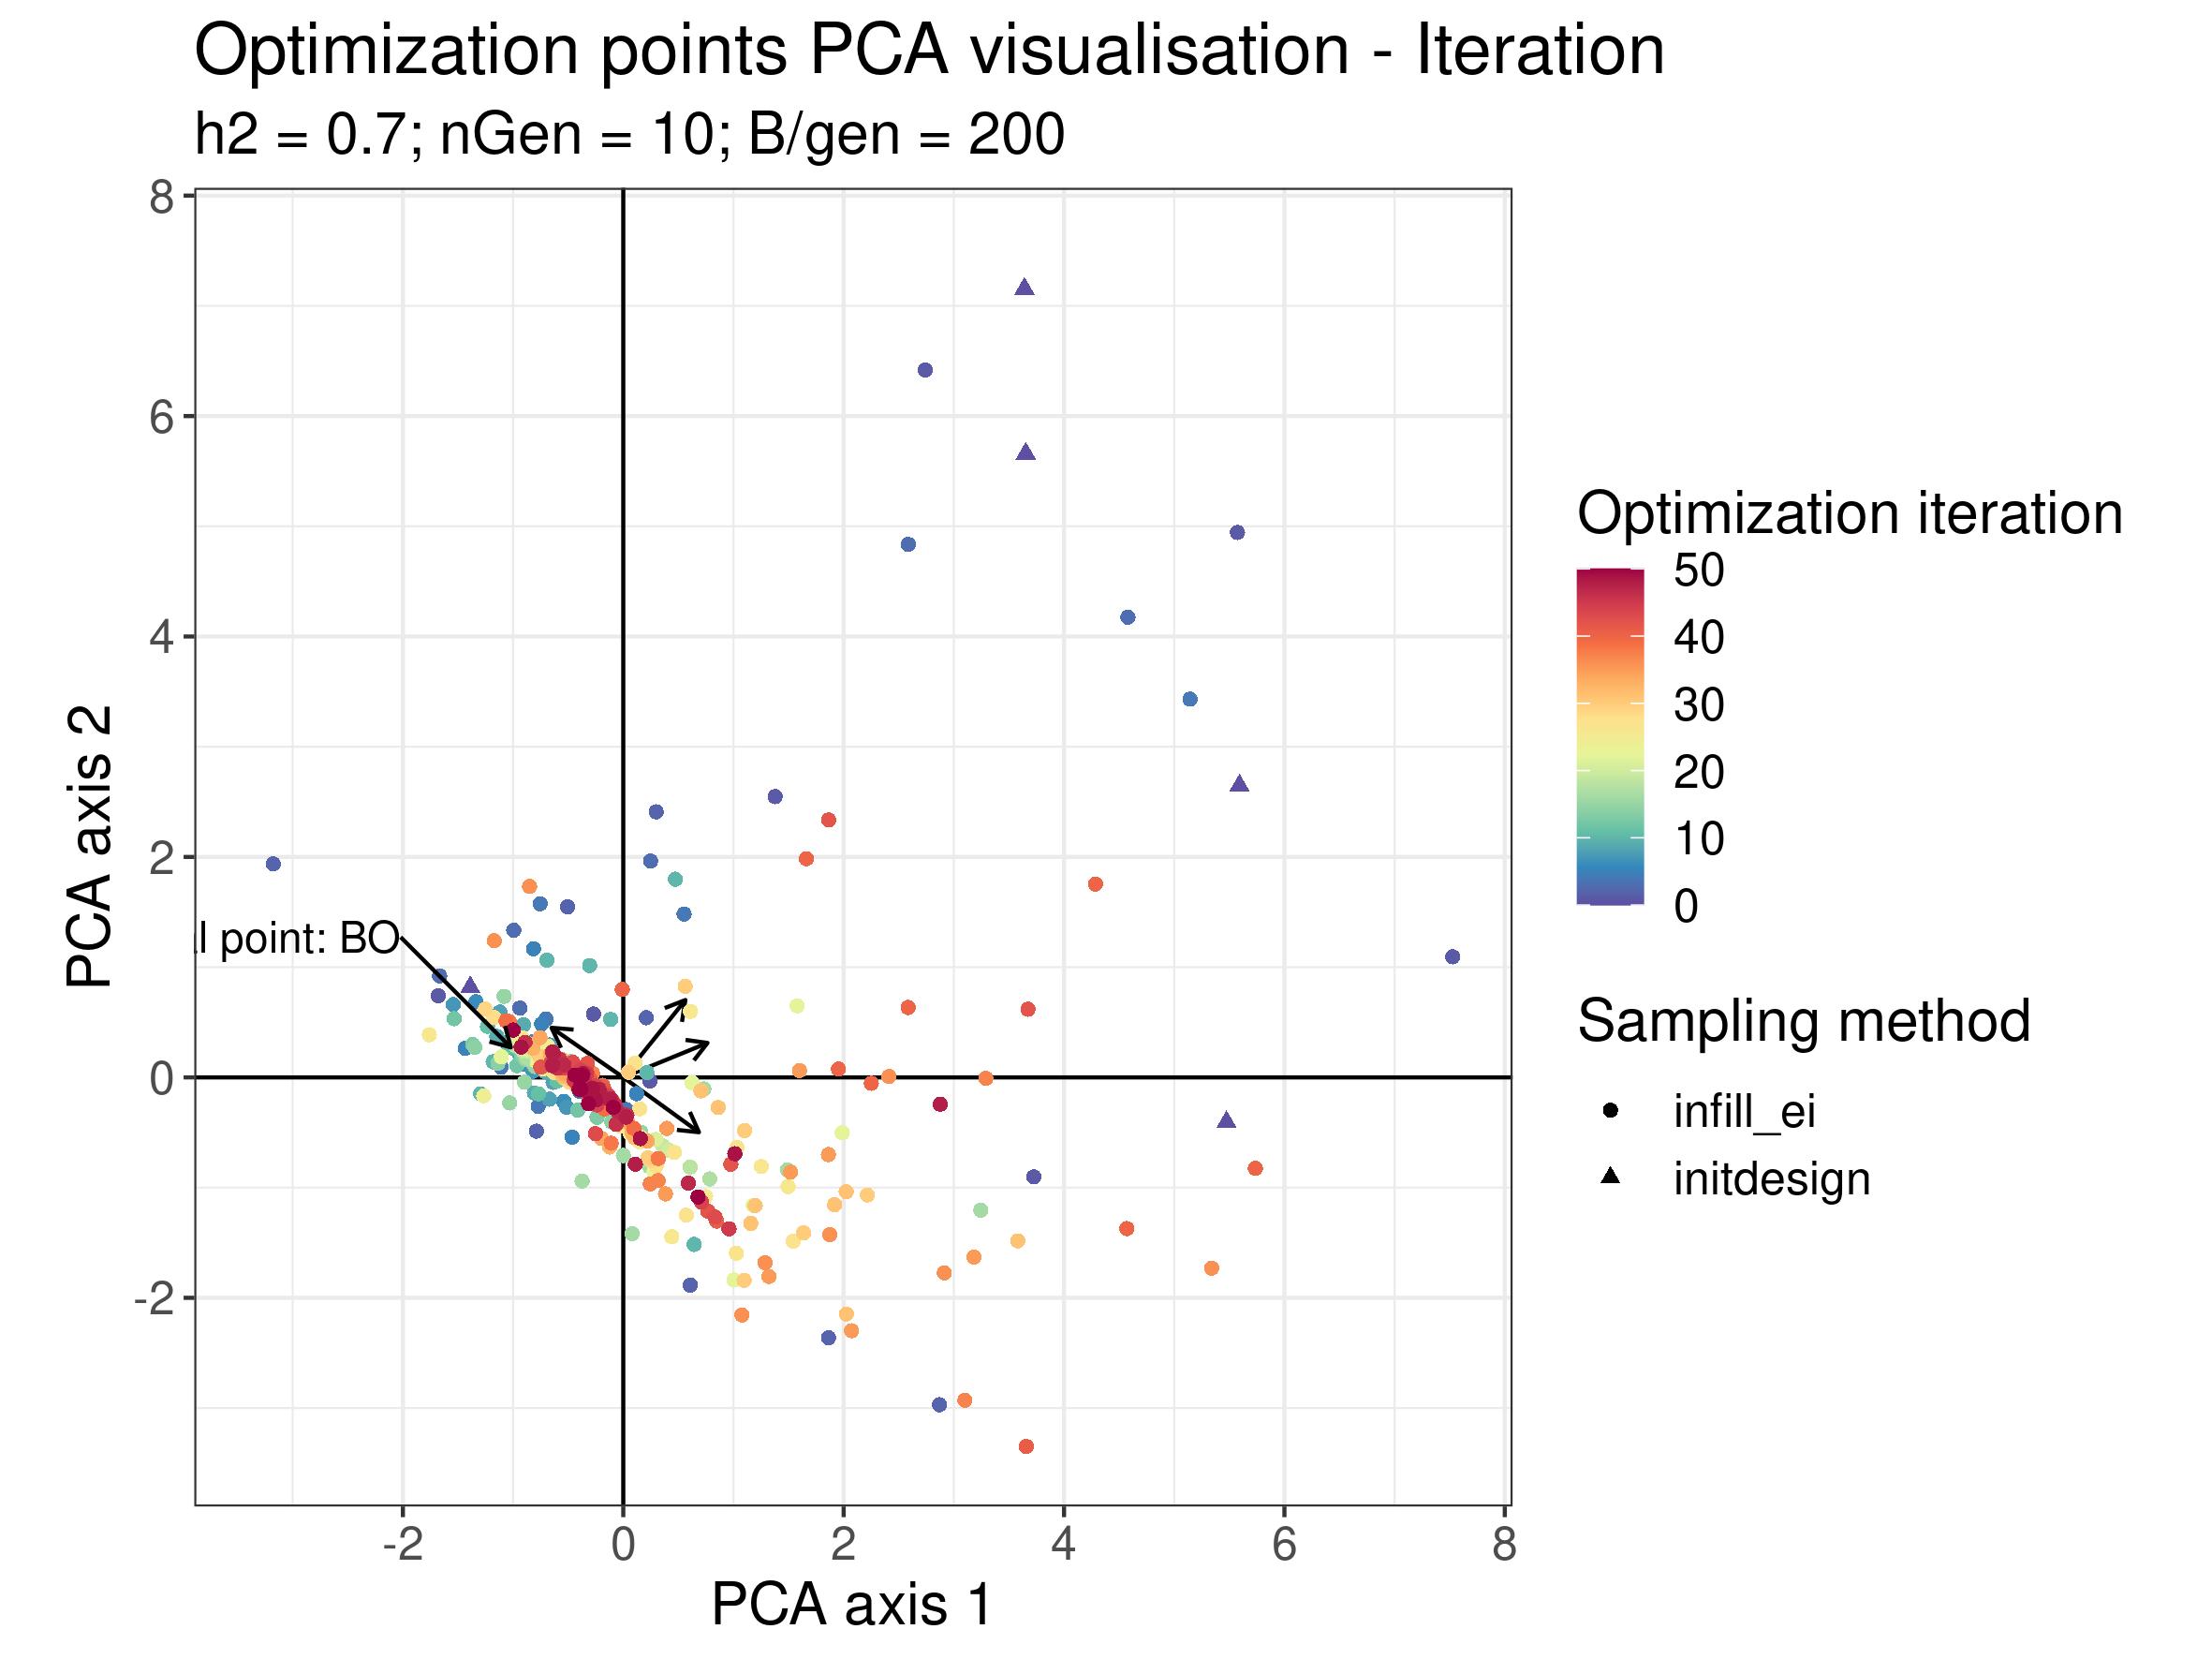 Optimization points PCA visualisation - Iteration
h2 = 0.7; nGen = 10; B/gen = 200
8
6
4
2
0
-2
PCA axis 2
l point: BO
-2
0
2
4
6
8
PCA axis 1
Optimization iteration
50
40
30
20
10
0
Sampling method
infill_ei
initdesign